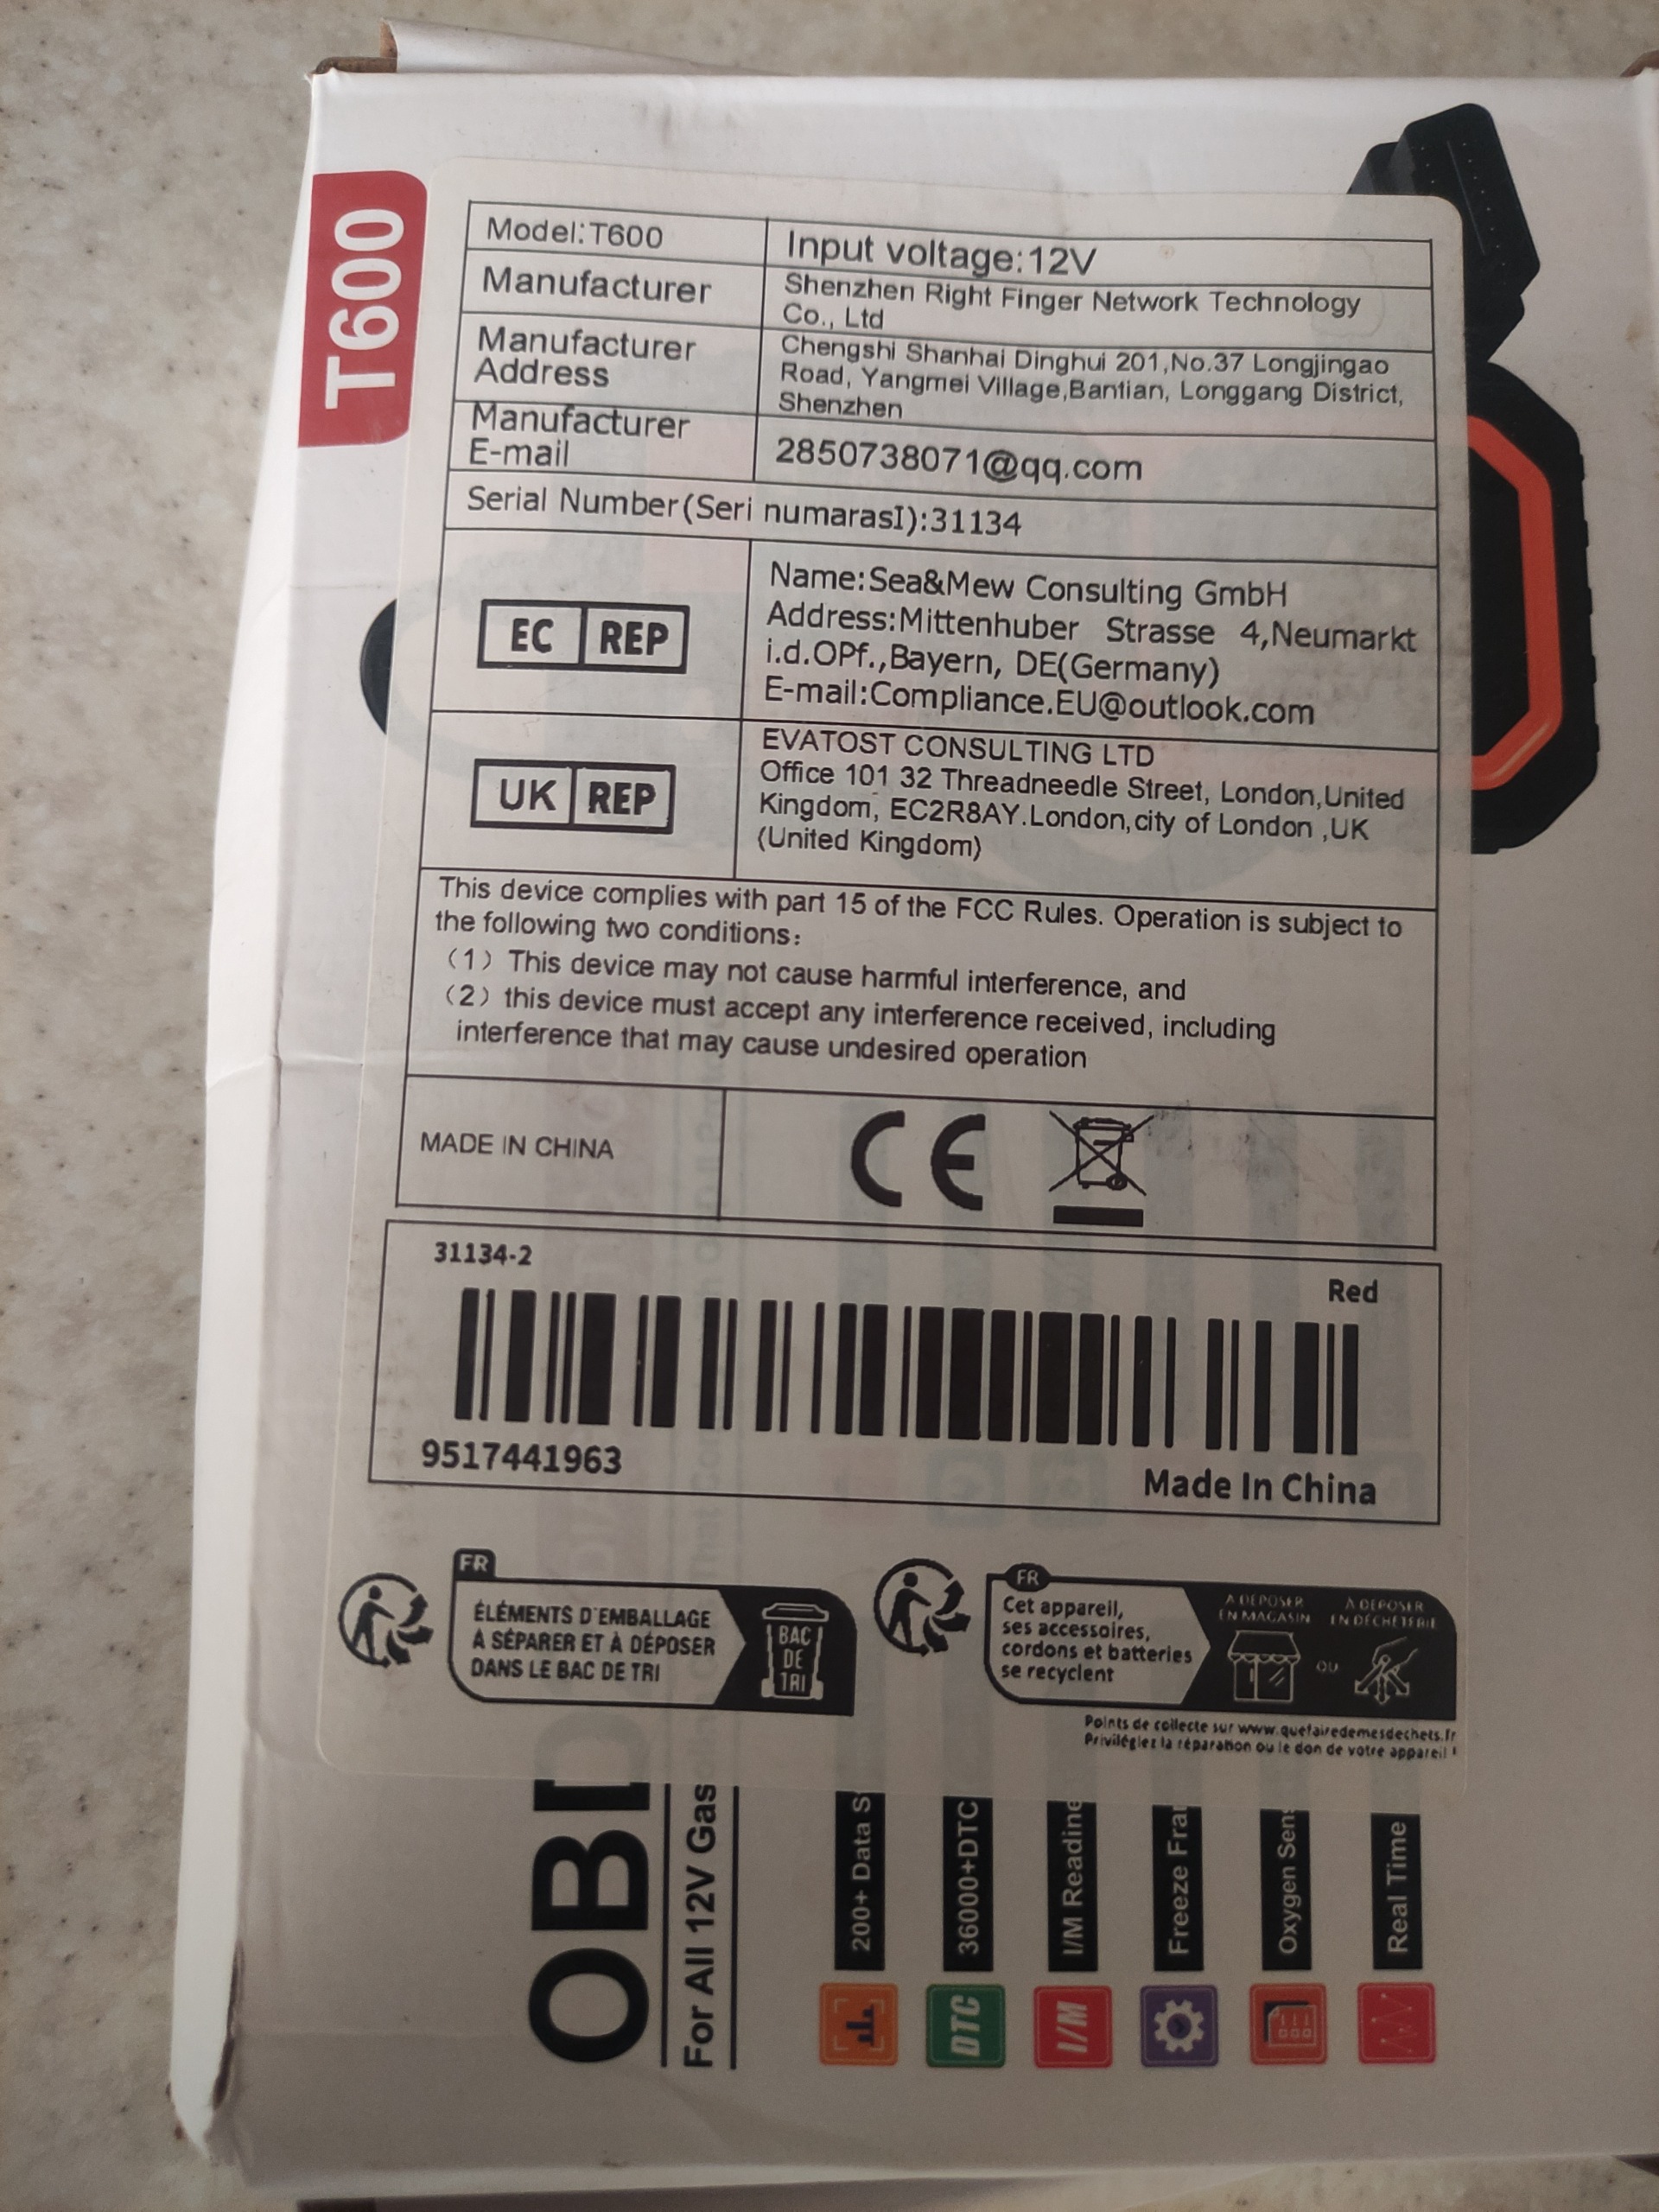 T600
Model:T600
Input voltage:12V
Manufacturer
Shenzhen Right Finger Network Technology
Co., Ltd
Manufacturer
Address
Chengshi Shanhai Dinghui 201,No.37 Longjingao
Road, Yangmei Village,Bantian, Longgang District,
Shenzhen
Manufacturer
E-mail
2850738071@qq.com
Serial Number(Seri numarasI):31134
EC REP
Name:Sea&Mew Consulting GmbH
Address:Mittenhuber Strasse 4,Neumarkt
i.d.OPf.,Bayern, DE(Germany)
E-mail:Compliance.EU@outlook.com
UK REP
EVATOST CONSULTING LTD
Office 101 32 Threadneedle Street, London,United
Kingdom, EC2R8AY.London,city of London ,UK
(United Kingdom)
This device complies with part 15 of the FCC Rules. Operation is subject to
the following two conditions:
(1) This device may not cause harmful interference, and
(2) this device must accept any interference received, including
interference that may cause undesired operation
MADE IN CHINA
CE
31134-2
Red
9517441963
Made In China
FR
ÉLÉMENTS D'EMBALLAGE
À SÉPARER ET À DÉPOSER
DANS LE BAC DE TRI
BAC
DE
TRI
FR
Cet appareil,
ses accessoires,
cordons et batteries
se recyclent
À DÉPOSER
EN MAGASIN
OU
À DÉPOSER
EN DÉCHÈTERIE
Points de collecte sur www.quefairedemesdechets.fr
Privilégiez la réparation ou le don de votre appareil !
OBD
For All 12V Gas
200+ Data S
DTC
36000+DTC
I/M
I/M Readine
Freeze Fra
Oxygen Sen
Real Time